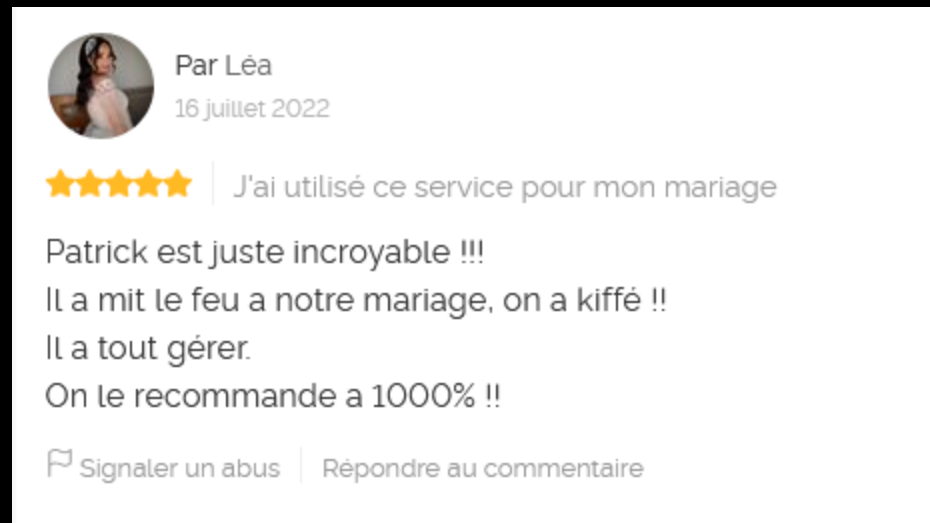 Par Léa
16 juillet 2022
J'ai utilisé ce service pour mon mariage
Patrick est juste incroyable !!!
Il a mit le feu a notre mariage, on a kiffé !!
Il a tout gérer.
On le recommande a 1000% !!
Signaler un abus
Répondre au commentaire